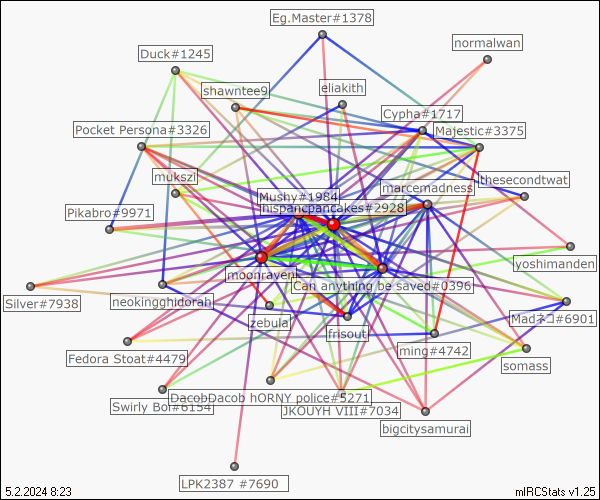 Eg.Master#1378
normalwan
Duck#1245
shawntee9
eliakith
Cypha#1717
Pocket Persona#3326
Majestic#3375
mukszi
thesecondtwat
marcemadness
Mushy#1984
hispancpancakes#2928
Pikabro#9971
yoshimanden
moonraven
Can anything be saved#0396
Silver#7938
neokingghidorah
zebulal
Madネコ#6901
frisout
ming#4742
Fedora Stoat#4479
somass
DacobDacob hORNY police#5271
Swirly Boi#6154
JKOUYH VIII#7034
bigcitysamurai
LPK2387 #7690
5.2.2024 8:23
mIRCStats v1.25